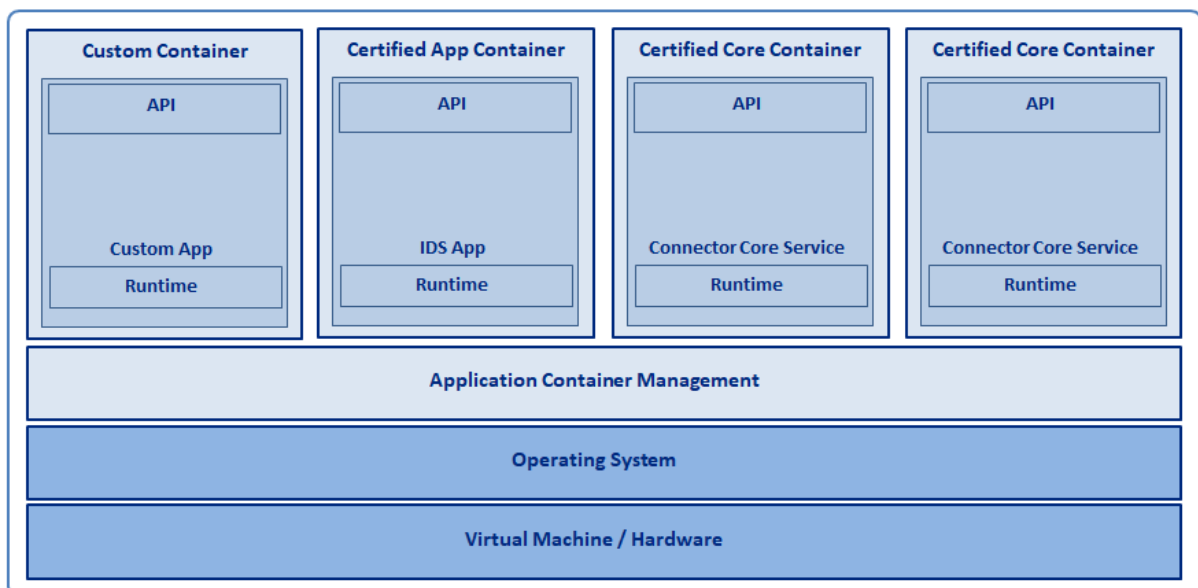 Custom Container
API
Custom App
Runtime
Certified App Container
API
IDS App
Runtime
Certified Core Container
API
Connector Core Service
Runtime
Certified Core Container
API
Connector Core Service
Runtime
Application Container Management
Operating System
Virtual Machine / Hardware